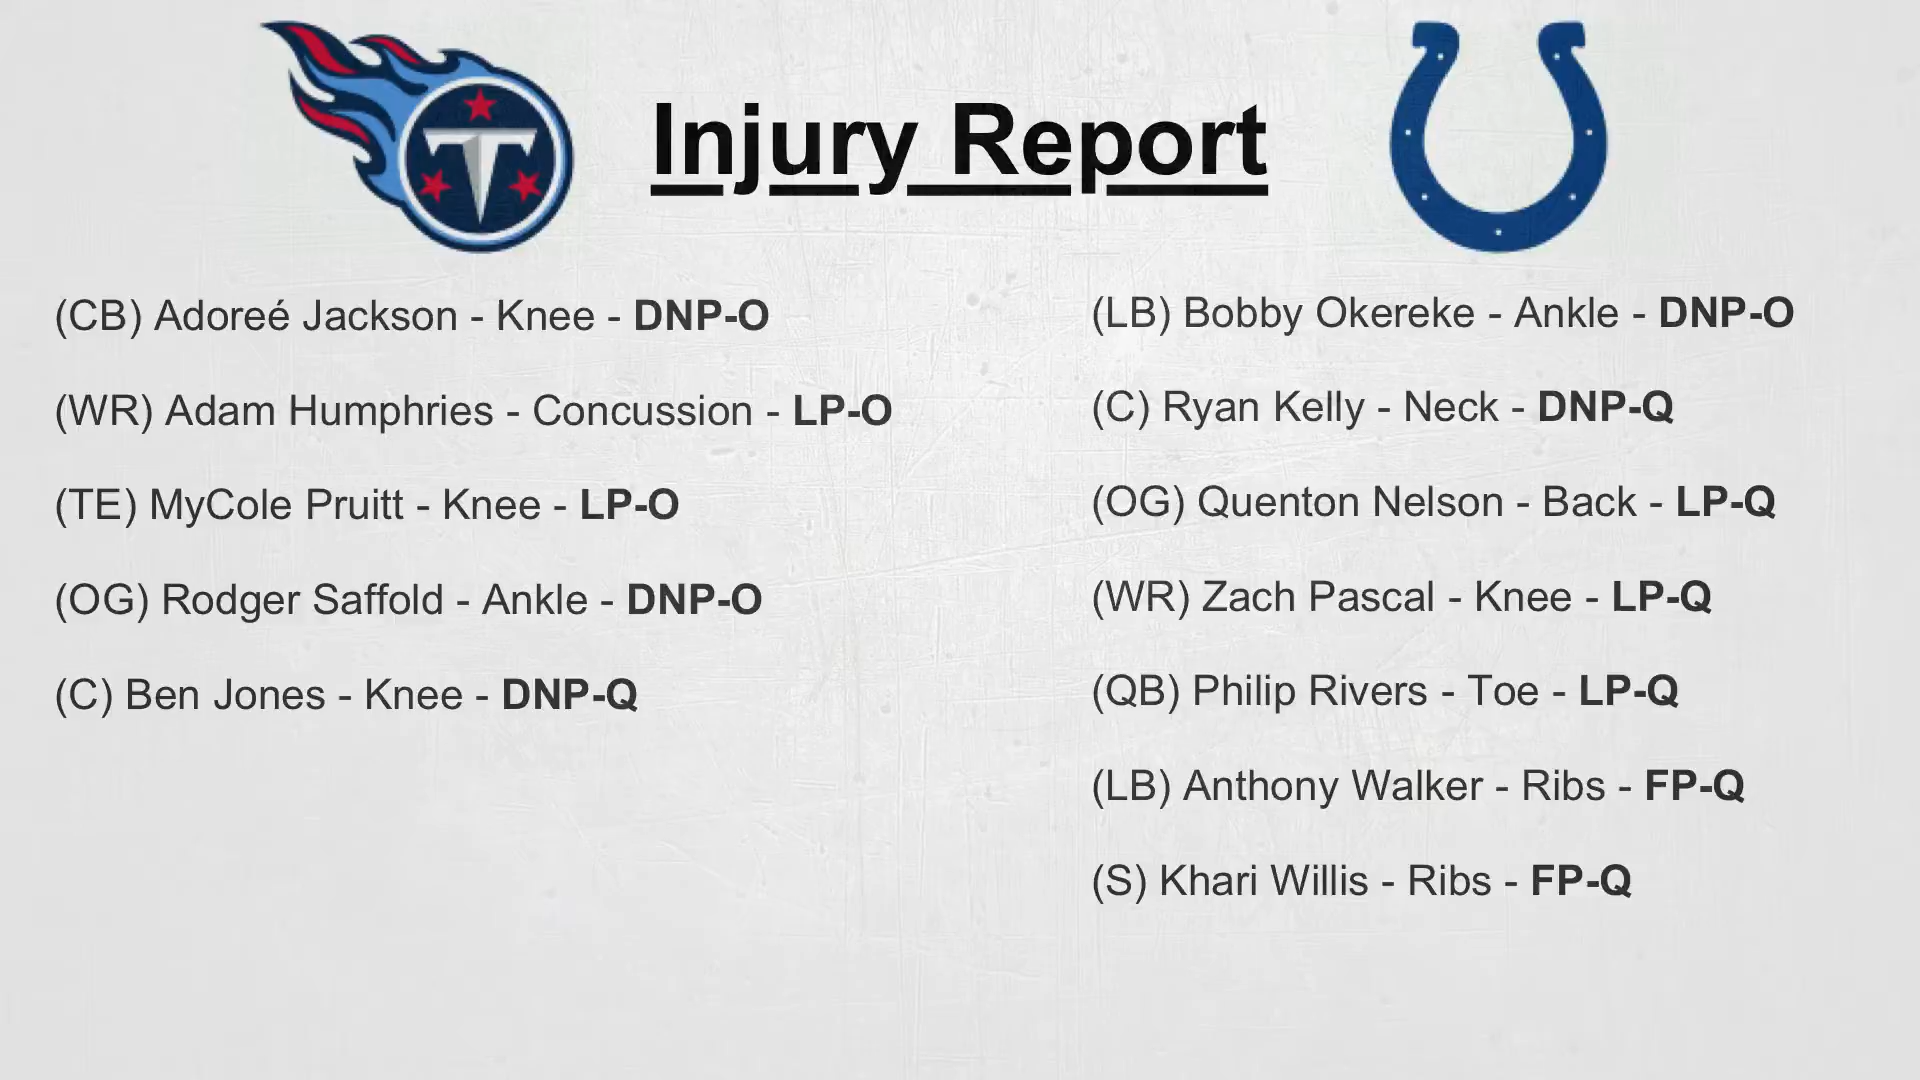 Injury Report
(CB) Adoreé Jackson - Knee - DNP-O
(WR) Adam Humphries - Concussion - LP-O
(TE) MyCole Pruitt - Knee - LP-O
(OG) Rodger Saffold - Ankle - DNP-O
(C) Ben Jones - Knee - DNP-Q
(LB) Bobby Okereke - Ankle - DNP-O
(C) Ryan Kelly - Neck - DNP-Q
(OG) Quenton Nelson - Back - LP-Q
(WR) Zach Pascal - Knee - LP-Q
(QB) Philip Rivers - Toe - LP-Q
(LB) Anthony Walker - Ribs - FP-Q
(S) Khari Willis - Ribs - FP-Q